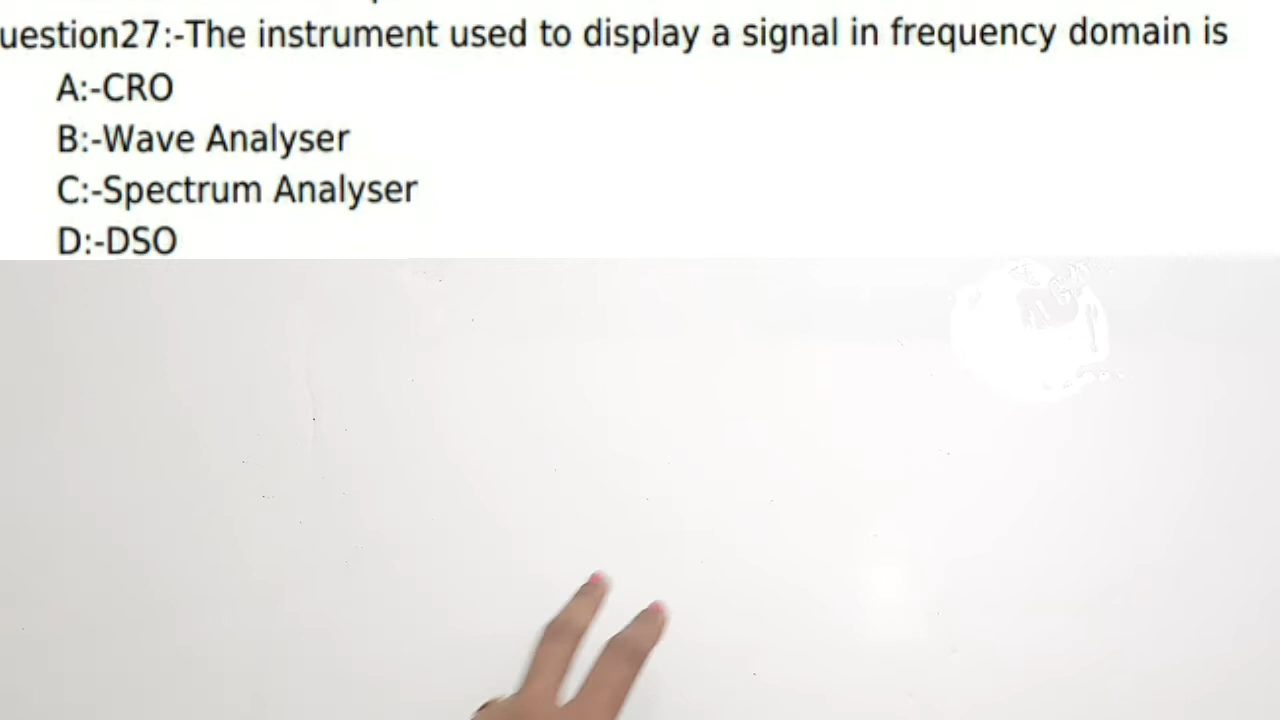 uestion27:-The instrument used to display a signal in frequency domain is
A:-CRO
B:-Wave Analyser
C:-Spectrum Analyser
D:-DSO